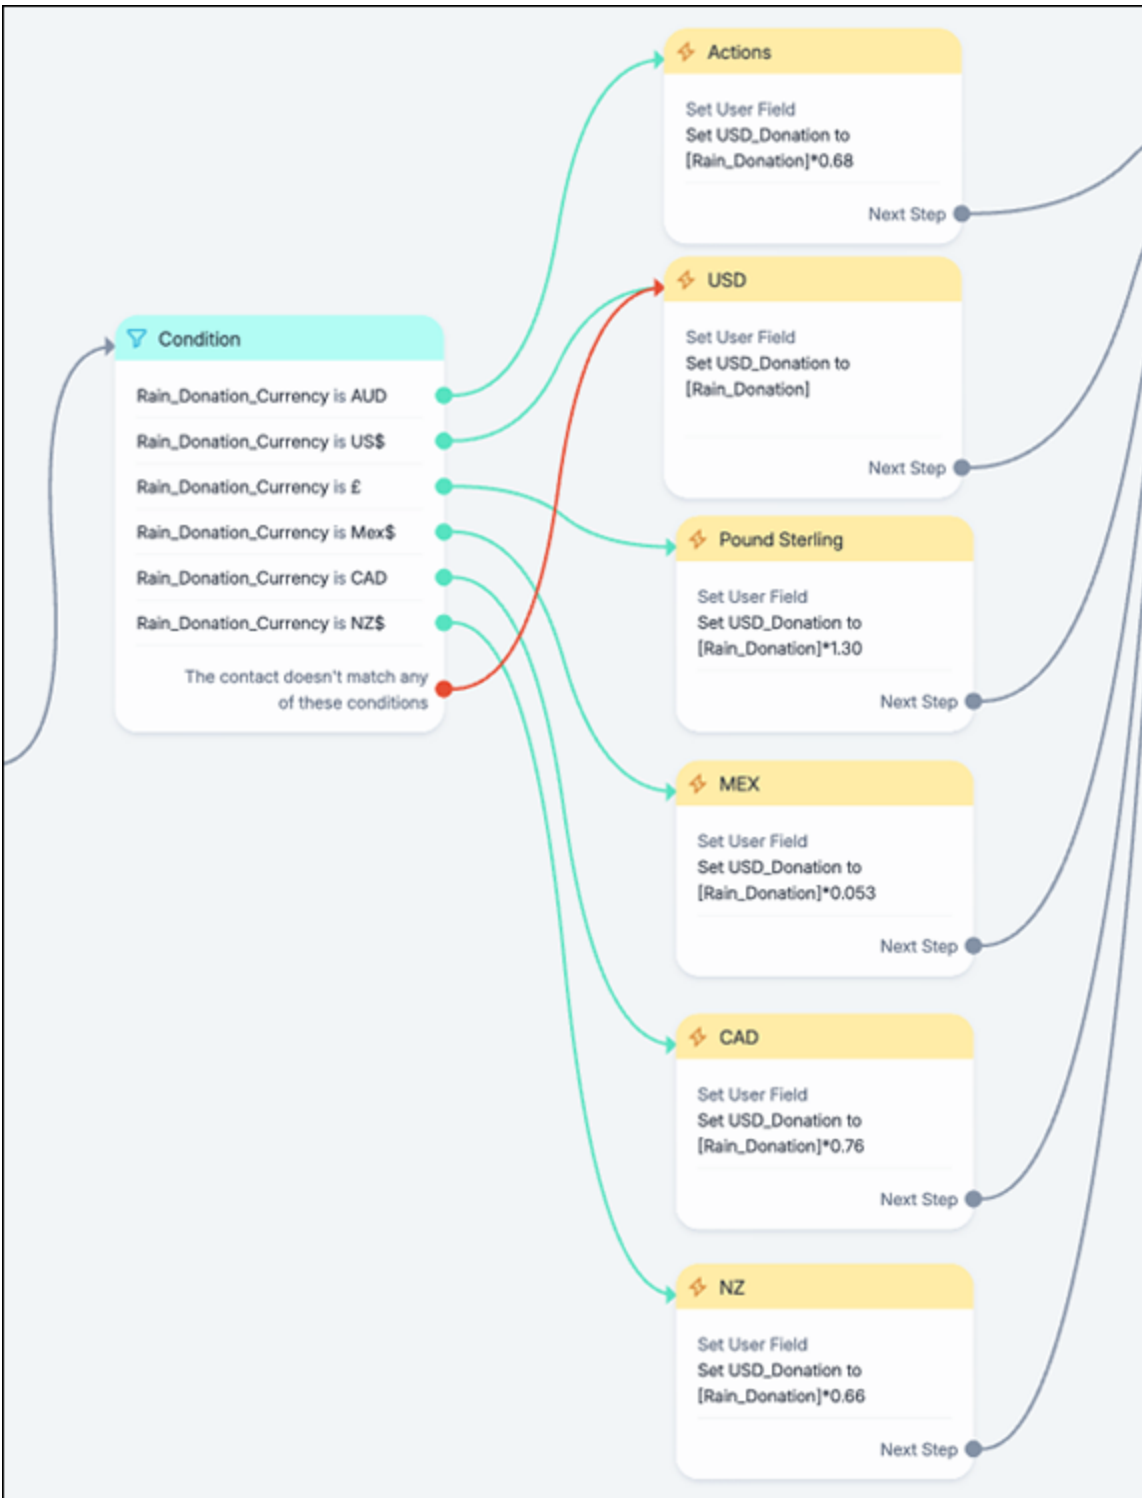 Condition
Rain_Donation_Currency is AUD
Rain_Donation_Currency is US$
Rain_Donation_Currency is £
Rain_Donation_Currency is Mex$
Rain_Donation_Currency is CAD
Rain_Donation_Currency is NZ$
The contact doesn't match any
of these conditions
Actions
Set User Field
Set USD_Donation to
[Rain_Donation]*0.68
Next Step
USD
Set User Field
Set USD_Donation to
[Rain_Donation]
Next Step
Pound Sterling
Set User Field
Set USD_Donation to
[Rain_Donation]*1.30
Next Step
MEX
Set User Field
Set USD_Donation to
[Rain_Donation]*0.053
Next Step
CAD
Set User Field
Set USD_Donation to
[Rain_Donation]*0.76
Next Step
NZ
Set User Field
Set USD_Donation to
[Rain_Donation]*0.66
Next Step